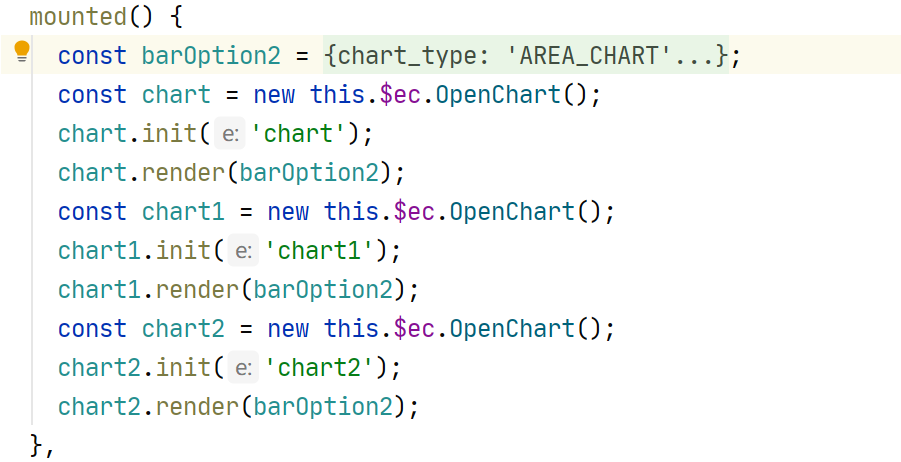 mounted() {
const barOption2 = {chart_type: 'AREA_CHART'...};
const chart = new this.$ec.OpenChart();
chart.init( e: 'chart');
chart.render(barOption2);
const chart1 = new this.$ec.OpenChart();
chart1.init( e: 'chart1');
chart1.render(barOption2);
const chart2 = new this.$ec.OpenChart();
chart2.init( e: 'chart2');
chart2.render(barOption2);
},